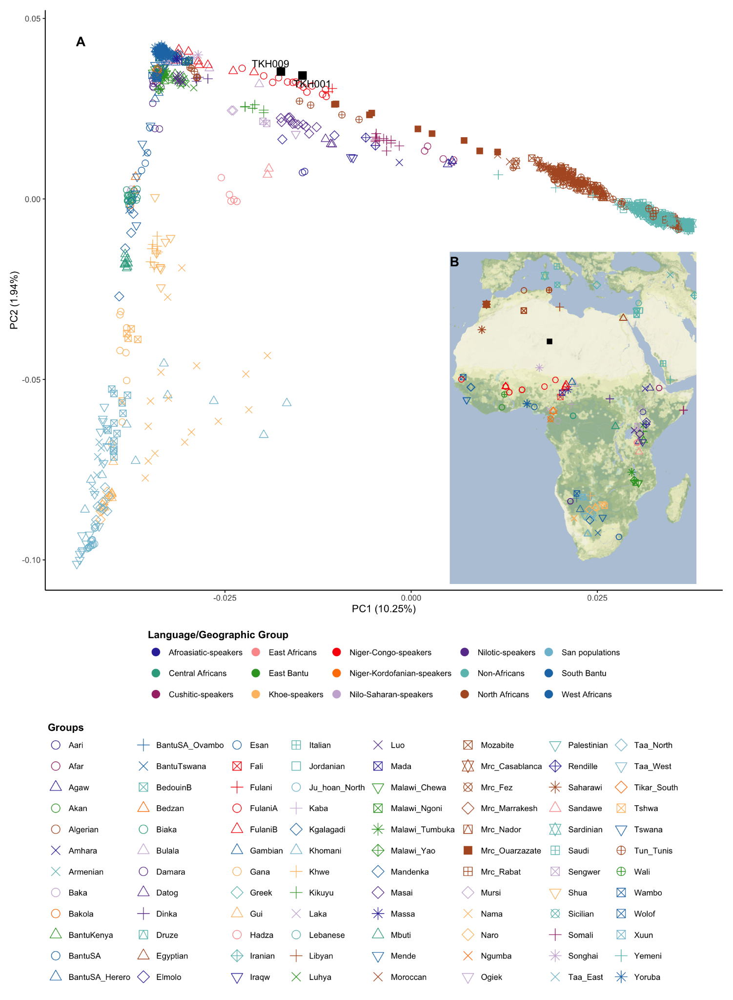 0.05
A
TKH009
TKH001
0.00
B
PC2 (1.94%)
-0.05
-0.10
-0.025
0.000
0.025
PC1 (10.25%)
Language/Geographic Group
Afroasiatic-speakers East Africans Niger-Congo-speakers Nilotic-speakers San populations
Central Africans East Bantu Niger-Kordofanian-speakers Non-Africans South Bantu
Cushitic-speakers Khoe-speakers Nilo-Saharan-speakers North Africans West Africans
Groups
Aari BantuSA_Ovambo Esan Italian Luo Mozabite Palestinian Taa_North
Afar BantuTswana Fali Jordanian Mada Mrc_Casablanca Rendille Taa_West
Agaw BedouinB Fulani Ju_hoan_North Malawi_Chewa Mrc_Fez Saharawi Tikar_South
Akan Bedzan FulaniA Kaba Malawi_Ngoni Mrc_Marrakesh Sandawe Tshwa
Algerian Biaka FulaniB Kgalagadi Malawi_Tumbuka Mrc_Nador Sardinian Tswana
Amhara Bulala Gambian Khomani Malawi_Yao Mrc_Ouarzazate Saudi Tun_Tunis
Armenian Damara Gana Khwe Mandenka Mrc_Rabat Sengwer Wali
Baka Datog Greek Kikuyu Masai Mursi Shua Wambo
Bakola Dinka Gui Laka Massa Nama Sicilian Wolof
BantuKenya Druze Hadza Lebanese Mbuti Naro Somali Xuun
BantuSA Egyptian Iranian Libyan Mende Ngumba Songhai Yemeni
BantuSA_Herero Elmolo Iraqw Luhya Moroccan Ogiek Taa_East Yoruba